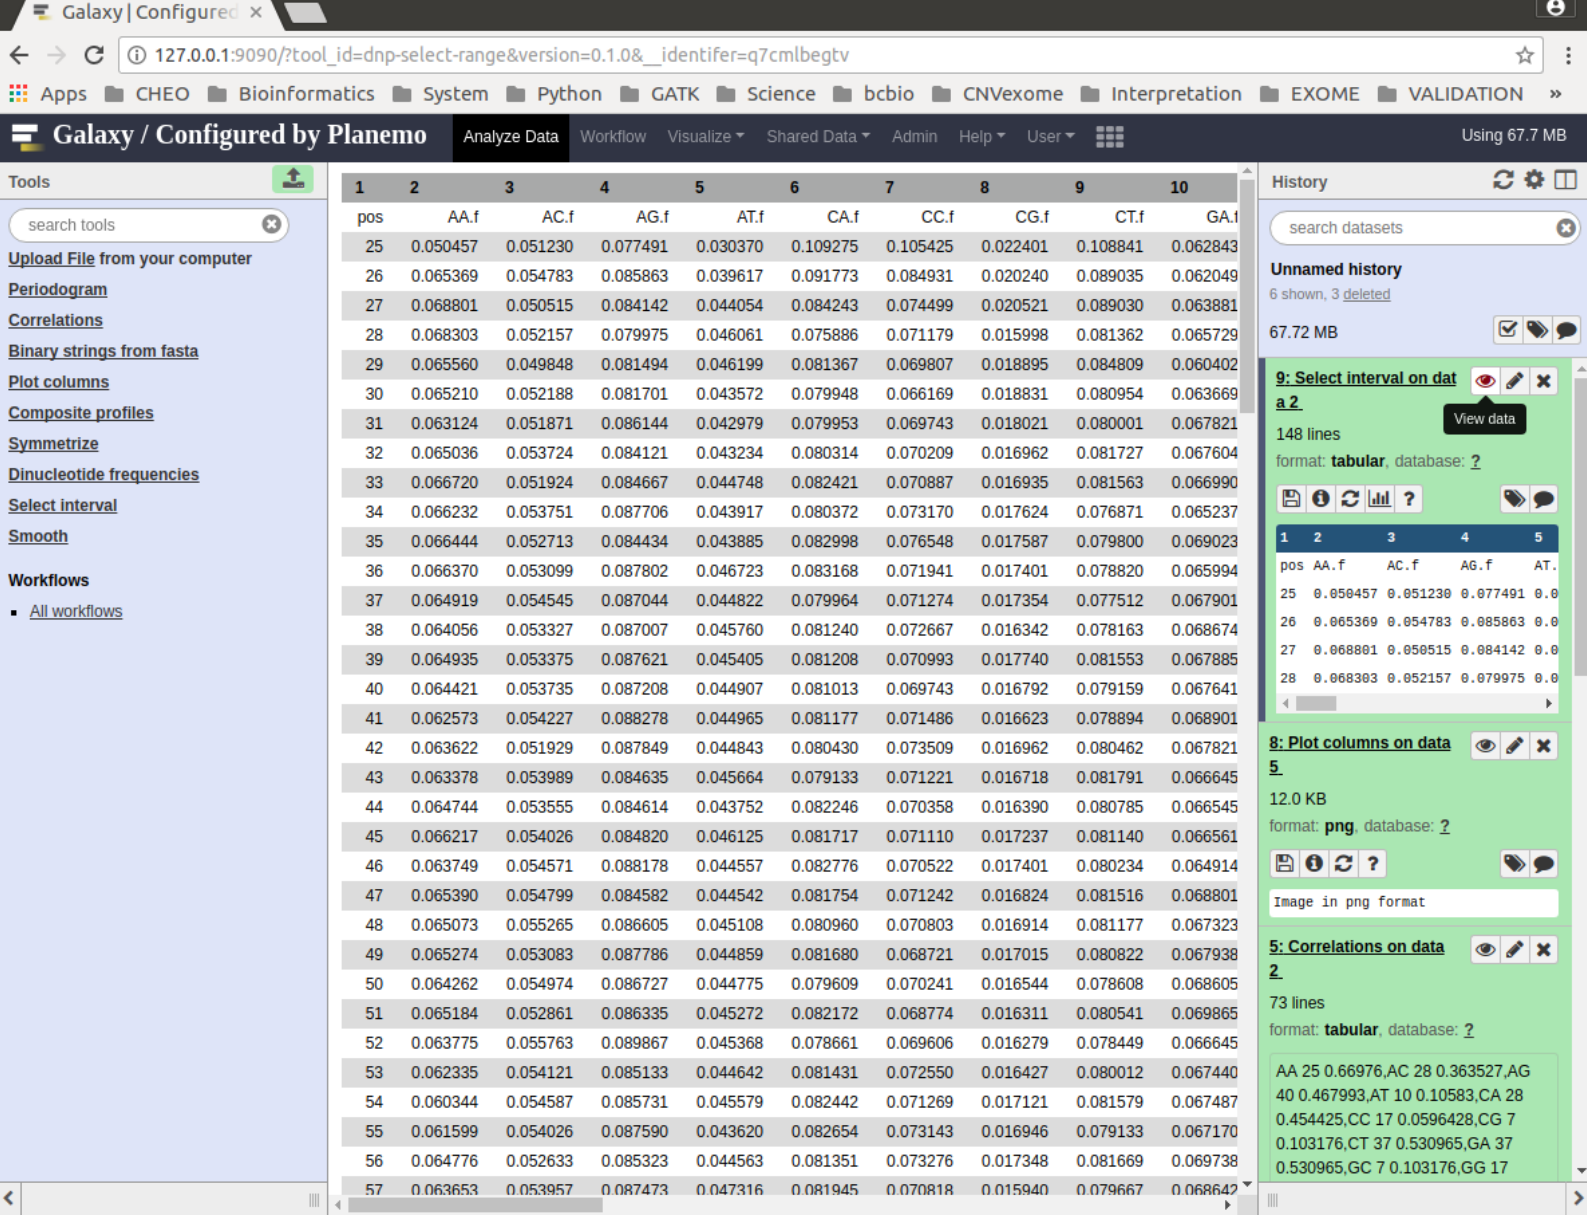 Galaxy | Configured
127.0.0.1:9090/?tool_id=dnp-select-range&version=0.1.0&__identifer=q7cmlbegtv
Apps CHEO Bioinformatics System Python GATK Science bcbio CNVexome Interpretation EXOME VALIDATION »
Galaxy / Configured by Planemo Analyze Data Workflow Visualize Shared Data Admin Help User Using 67.7 MB
Tools
search tools
Upload File from your computer
Periodogram
Correlations
Binary strings from fasta
Plot columns
Composite profiles
Symmetrize
Dinucleotide frequencies
Select interval
Smooth
Workflows
All workflows
1 2 3 4 5 6 7 8 9 10
pos AA.f AC.f AG.f AT.f CA.f CC.f CG.f CT.f GA.f
25 0.050457 0.051230 0.077491 0.030370 0.109275 0.105425 0.022401 0.108841 0.062843
26 0.065369 0.054783 0.085863 0.039617 0.091773 0.084931 0.020240 0.089035 0.062049
27 0.068801 0.050515 0.084142 0.044054 0.084243 0.074499 0.020521 0.089030 0.063881
28 0.068303 0.052157 0.079975 0.046061 0.075886 0.071179 0.015998 0.081362 0.065729
29 0.065560 0.049848 0.081494 0.046199 0.081367 0.069807 0.018895 0.084809 0.060402
30 0.065210 0.052188 0.081701 0.043572 0.079948 0.066169 0.018831 0.080954 0.063669
31 0.063124 0.051871 0.086144 0.042979 0.079953 0.069743 0.018021 0.080001 0.067821
32 0.065036 0.053724 0.084121 0.043234 0.080314 0.070209 0.016962 0.081727 0.067604
33 0.066720 0.051924 0.084667 0.044748 0.082421 0.070887 0.016935 0.081563 0.066990
34 0.066232 0.053751 0.087706 0.043917 0.080372 0.073170 0.017624 0.076871 0.065237
35 0.066444 0.052713 0.084434 0.043885 0.082998 0.076548 0.017587 0.079800 0.069023
36 0.066370 0.053099 0.087802 0.046723 0.083168 0.071941 0.017401 0.078820 0.065994
37 0.064919 0.054545 0.087044 0.044822 0.079964 0.071274 0.017354 0.077512 0.067901
38 0.064056 0.053327 0.087007 0.045760 0.081240 0.072667 0.016342 0.078163 0.068674
39 0.064935 0.053375 0.087621 0.045405 0.081208 0.070993 0.017740 0.081553 0.067885
40 0.064421 0.053735 0.087208 0.044907 0.081013 0.069743 0.016792 0.079159 0.067641
41 0.062573 0.054227 0.088278 0.044965 0.081177 0.071486 0.016623 0.078894 0.068901
42 0.063622 0.051929 0.087849 0.044843 0.080430 0.073509 0.016962 0.080462 0.067821
43 0.063378 0.053989 0.084635 0.045664 0.079133 0.071221 0.016718 0.081791 0.066645
44 0.064744 0.053555 0.084614 0.043752 0.082246 0.070358 0.016390 0.080785 0.066545
45 0.066217 0.054026 0.084820 0.046125 0.081717 0.071110 0.017237 0.081140 0.066561
46 0.063749 0.054571 0.088178 0.044557 0.082776 0.070522 0.017401 0.080234 0.064914
47 0.065390 0.054799 0.084582 0.044542 0.081754 0.071242 0.016824 0.081516 0.068801
48 0.065073 0.055265 0.086605 0.045108 0.080960 0.070803 0.016914 0.081177 0.067323
49 0.065274 0.053083 0.087786 0.044859 0.081680 0.068721 0.017015 0.080822 0.067938
50 0.064262 0.054974 0.086727 0.044775 0.079609 0.070241 0.016544 0.078608 0.068605
51 0.065184 0.052861 0.086335 0.045272 0.082172 0.068774 0.016311 0.080541 0.069865
52 0.063775 0.055763 0.089867 0.045368 0.078661 0.069606 0.016279 0.078449 0.066645
53 0.062335 0.054121 0.085133 0.044642 0.081431 0.072550 0.016427 0.080012 0.067440
54 0.060344 0.054587 0.085731 0.045579 0.082442 0.071269 0.017121 0.081579 0.067487
55 0.061599 0.054026 0.087590 0.043620 0.082654 0.073143 0.016946 0.079133 0.067170
56 0.064776 0.052633 0.085323 0.044563 0.081351 0.073276 0.017348 0.081669 0.069738
57 0.063653 0.053957 0.087473 0.047316 0.081945 0.070818 0.015940 0.079667 0.068642
History
search datasets
Unnamed history
6 shown, 3 deleted
67.72 MB
9: Select interval on dat
a 2
View data
148 lines
format: tabular, database: ?
1 2 3 4 5
pos AA.f AC.f AG.f AT.
25 0.050457 0.051230 0.077491 0.0
26 0.065369 0.054783 0.085863 0.0
27 0.068801 0.050515 0.084142 0.0
28 0.068303 0.052157 0.079975 0.0
8: Plot columns on data
5
12.0 KB
format: png, database: ?
Image in png format
5: Correlations on data
2
73 lines
format: tabular, database: ?
AA 25 0.66976,AC 28 0.363527,AG
40 0.467993,AT 10 0.10583,CA 28
0.454425,CC 17 0.0596428,CG 7
0.103176,CT 37 0.530965,GA 37
0.530965,GC 7 0.103176,GG 17